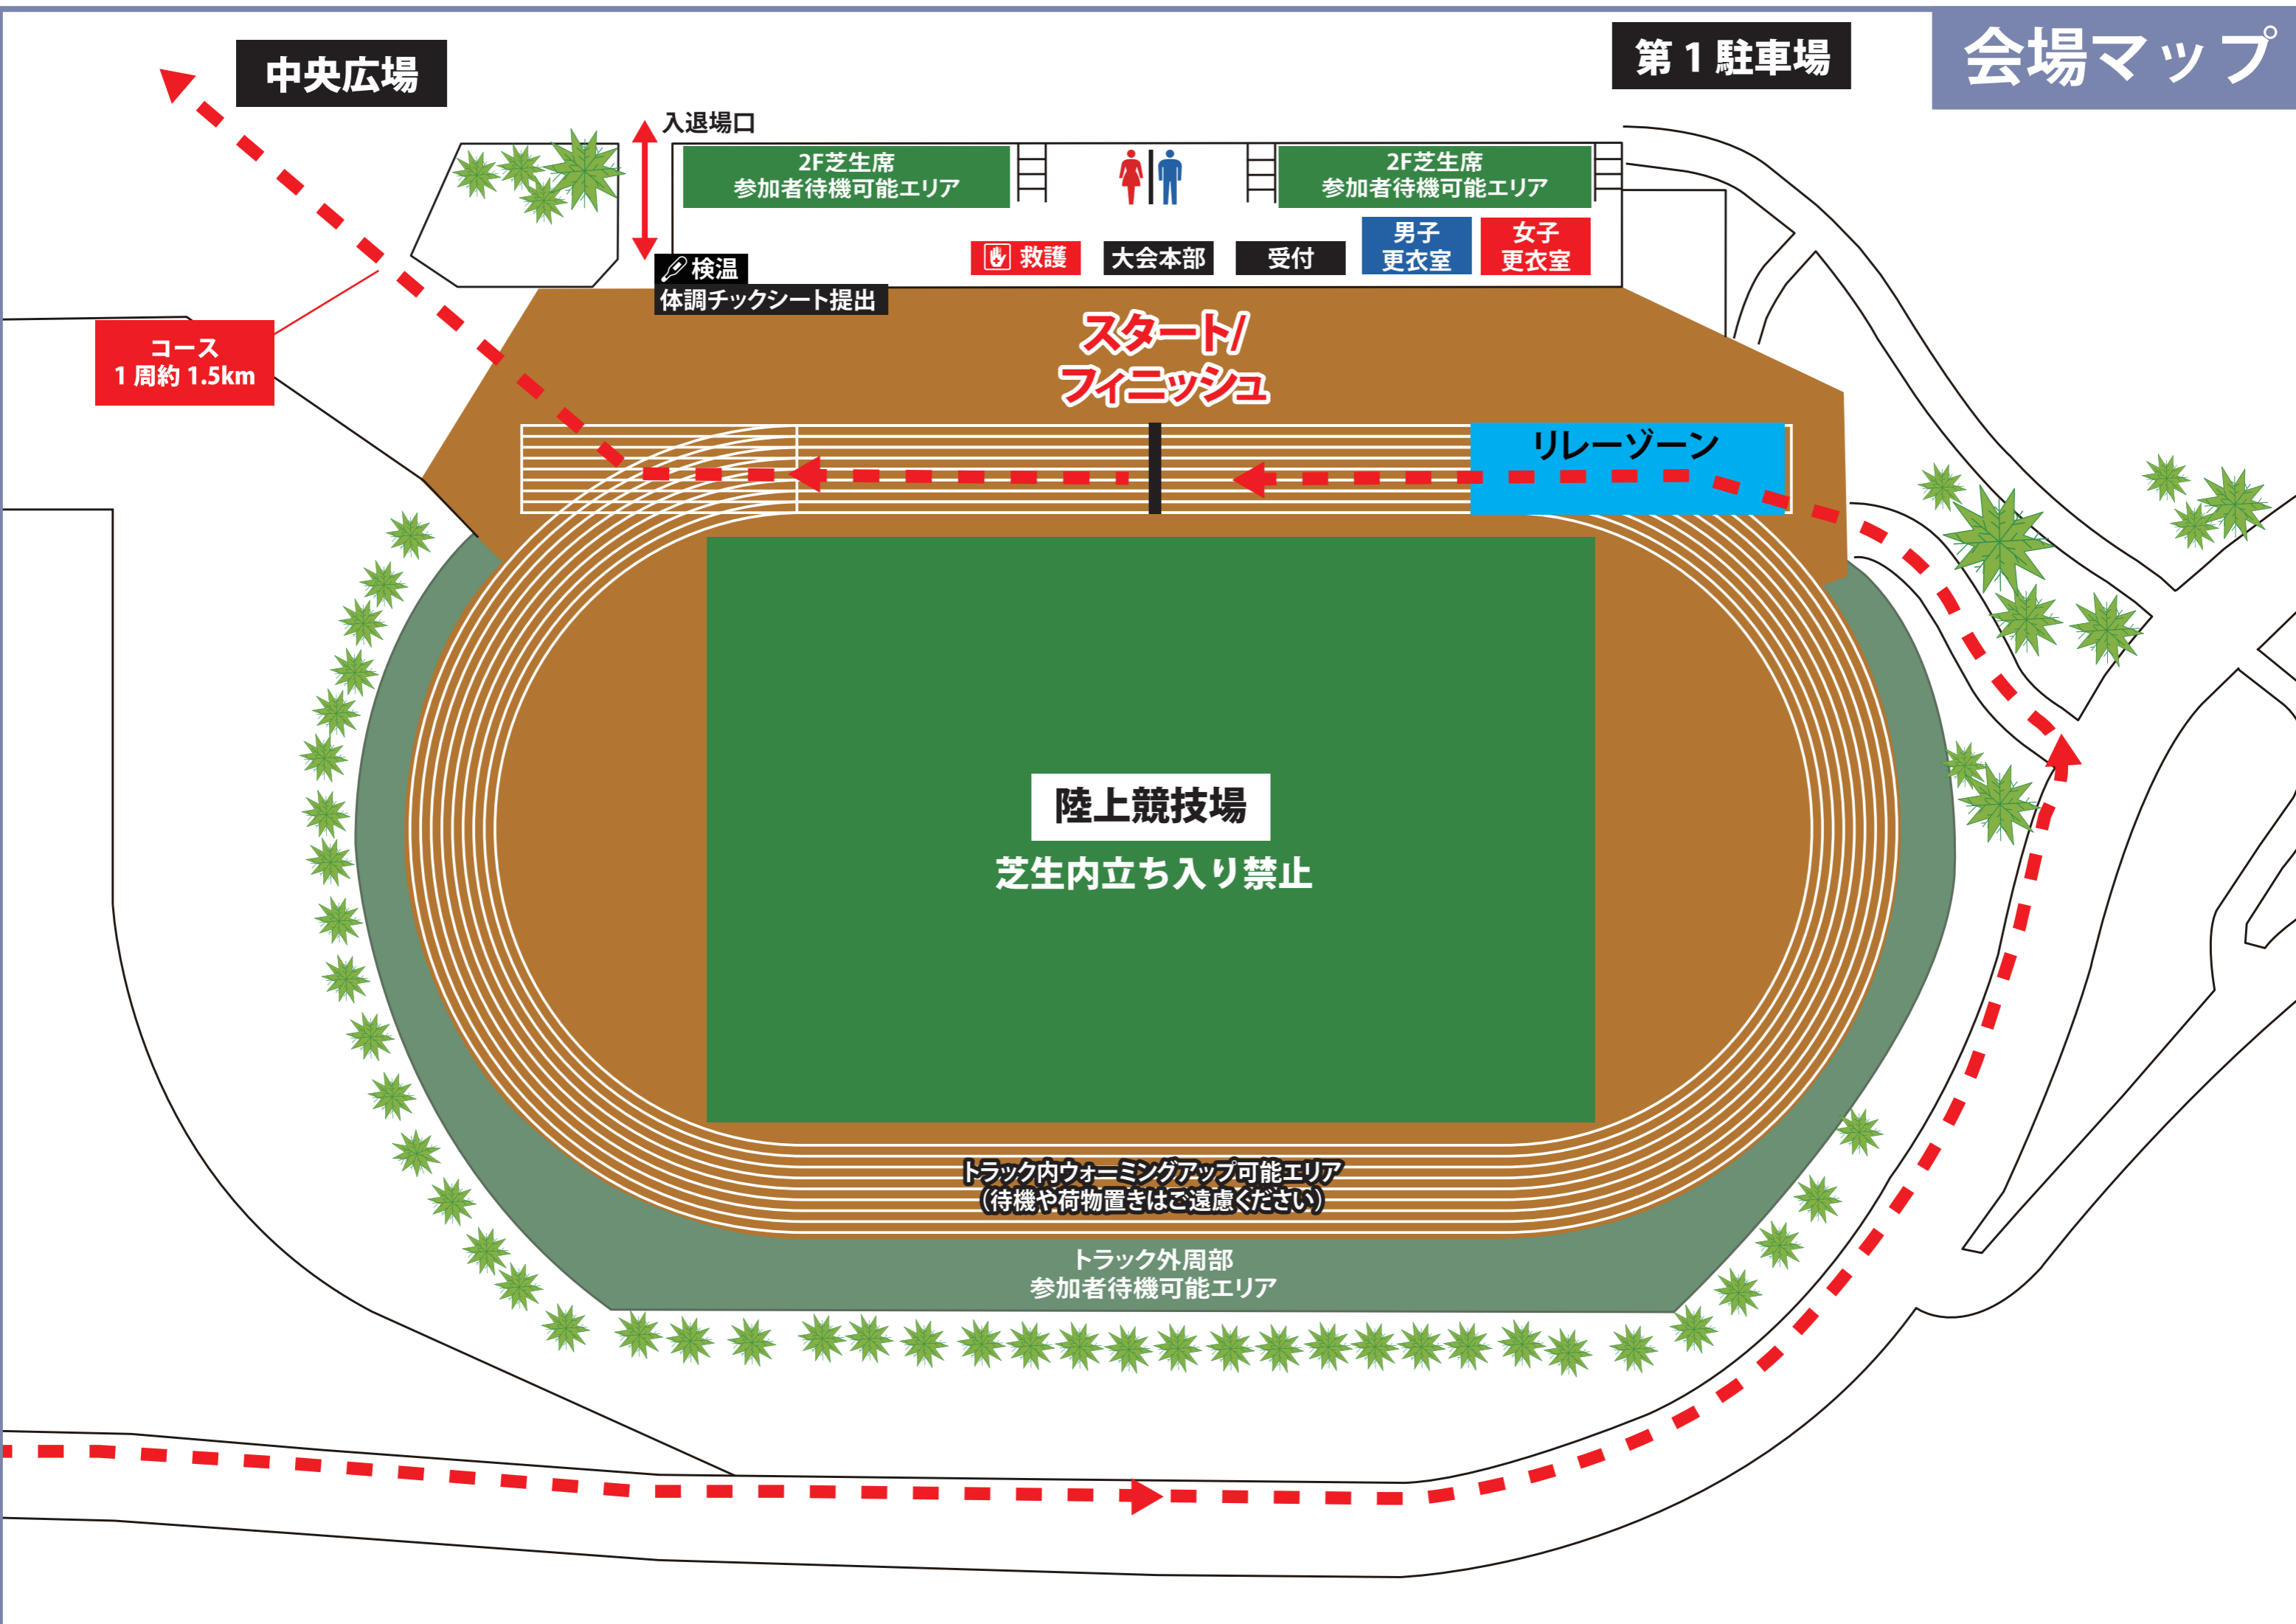 会場マップ
第1駐車場
中央広場
入退場口
2F芝生席
参加者待機可能エリア
2F芝生席
参加者待機可能エリア
検温
体調チックシート提出
救護
大会本部
受付
男子
更衣室
女子
更衣室
コース
1周約1.5km
スタート/
フィニッシュ
リレーゾーン
陸上競技場
芝生内立ち入り禁止
トラック内ウォーミングアップ可能エリア
(待機や荷物置きはご遠慮ください)
トラック外周部
参加者待機可能エリア